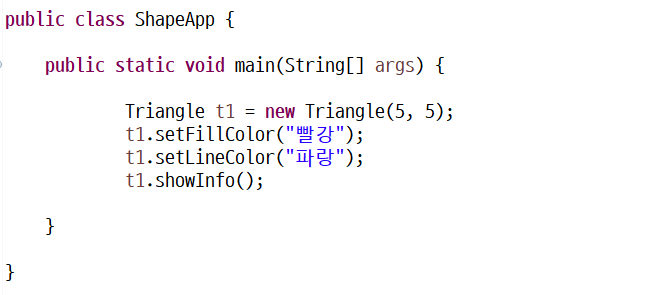 public class ShapeApp {
public static void main(String[] args) {
Triangle t1 = new Triangle(5, 5);
t1.setFillColor("빨강");
t1.setLineColor("파랑");
t1.showInfo();
}
}